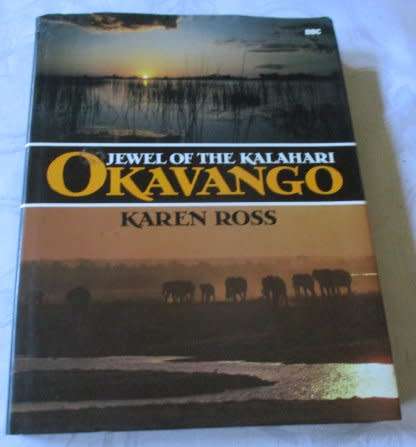 BBC
JEWEL OF THE KALAHARI
OKAVANGO
KAREN ROSS